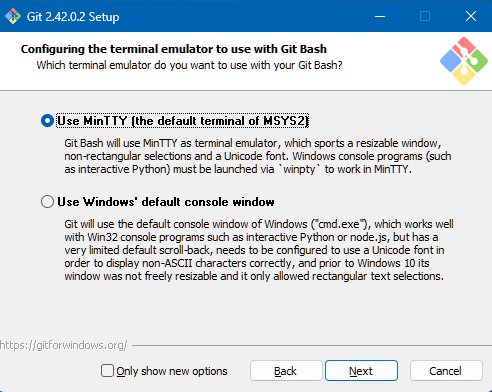 Git 2.42.0.2 Setup
Configuring the terminal emulator to use with Git Bash
Which terminal emulator do you want to use with your Git Bash?
Use MinTTY (the default terminal of MSYS2)
Git Bash will use MinTTY as terminal emulator, which sports a resizable window,
non-rectangular selections and a Unicode font. Windows console programs (such
as interactive Python) must be launched via `winpty` to work in MinTTY.
Use Windows' default console window
Git will use the default console window of Windows ("cmd.exe"), which works well
with Win32 console programs such as interactive Python or node.js, but has a
very limited default scroll-back, needs to be configured to use a Unicode font in
order to display non-ASCII characters correctly, and prior to Windows 10 its
window was not freely resizable and it only allowed rectangular text selections.
https://gitforwindows.org/
Only show new options
Back
Next
Cancel